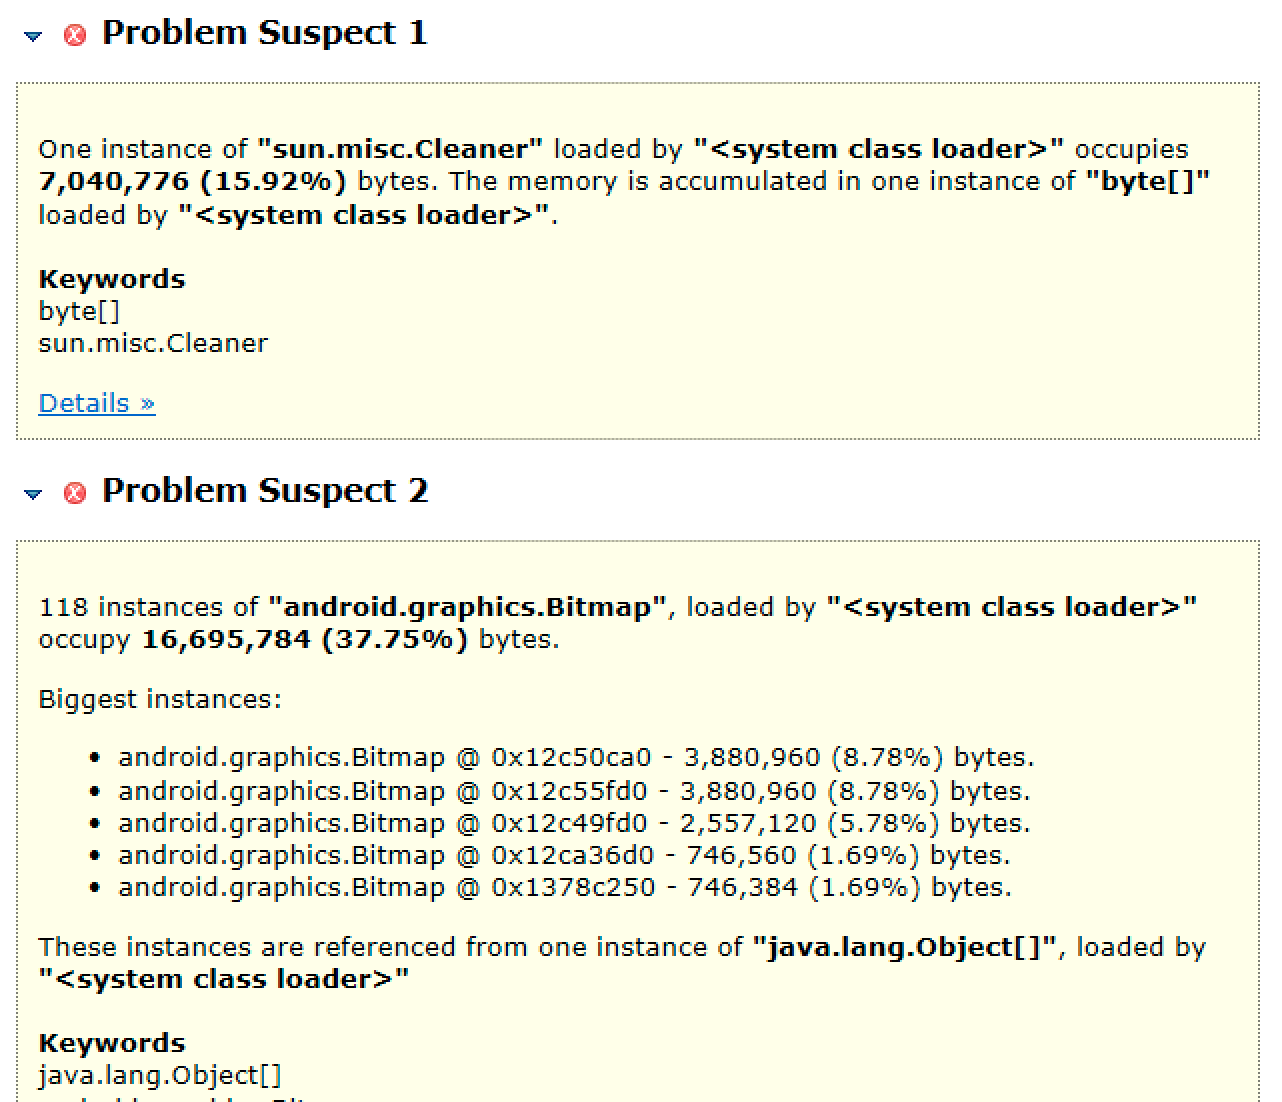 Problem Suspect 1
One instance of "sun.misc.Cleaner" loaded by "<system class loader>" occupies
7,040,776 (15.92%) bytes. The memory is accumulated in one instance of "byte[]"
loaded by "<system class loader>".
Keywords
byte[]
sun.misc.Cleaner
Details »
Problem Suspect 2
118 instances of "android.graphics.Bitmap", loaded by "<system class loader>"
occupy 16,695,784 (37.75%) bytes.
Biggest instances:
• android.graphics.Bitmap @ 0x12c50ca0 - 3,880,960 (8.78%) bytes.
• android.graphics.Bitmap @ 0x12c55fd0 - 3,880,960 (8.78%) bytes.
• android.graphics.Bitmap @ 0x12c49fd0 - 2,557,120 (5.78%) bytes.
• android.graphics.Bitmap @ 0x12ca36d0 - 746,560 (1.69%) bytes.
• android.graphics.Bitmap @ 0x1378c250 - 746,384 (1.69%) bytes.
These instances are referenced from one instance of "java.lang.Object[]", loaded by
"<system class loader>"
Keywords
java.lang.Object[]